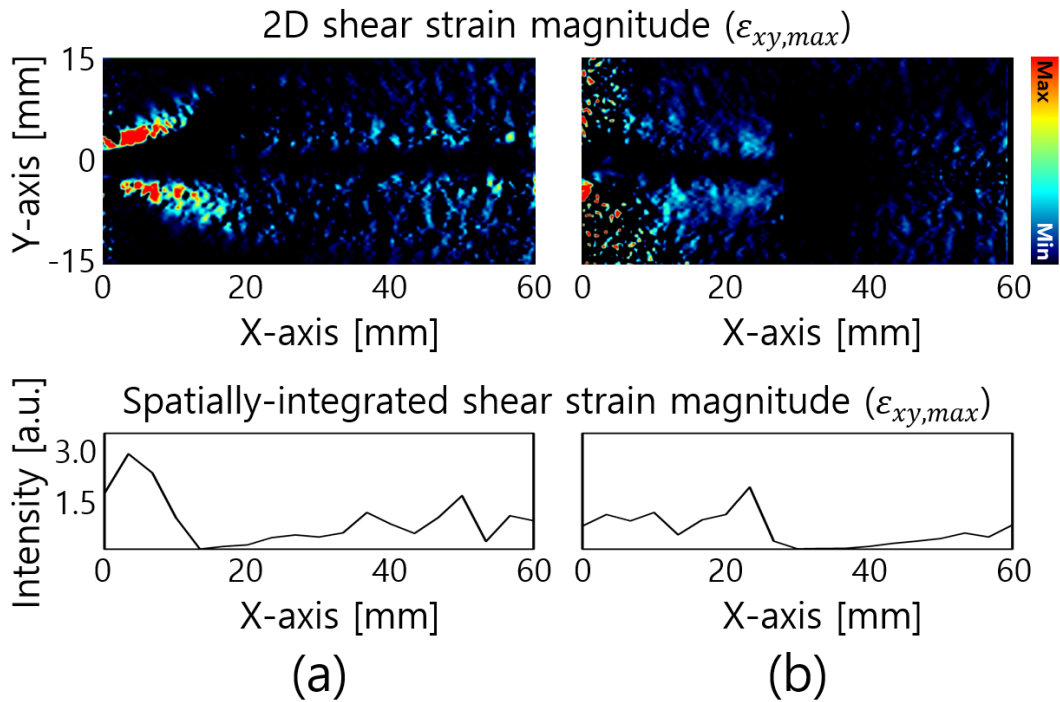 2D shear strain magnitude (εxy,max)
Y-axis [mm]
15
0
-15
0 20 40 60
X-axis [mm]
0 20 40 60
X-axis [mm]
Max
Min
Spatially-integrated shear strain magnitude (εxy,max)
Intensity [a.u.]
3.0
1.5
0 20 40 60
X-axis [mm]
0 20 40 60
X-axis [mm]
(a)
(b)